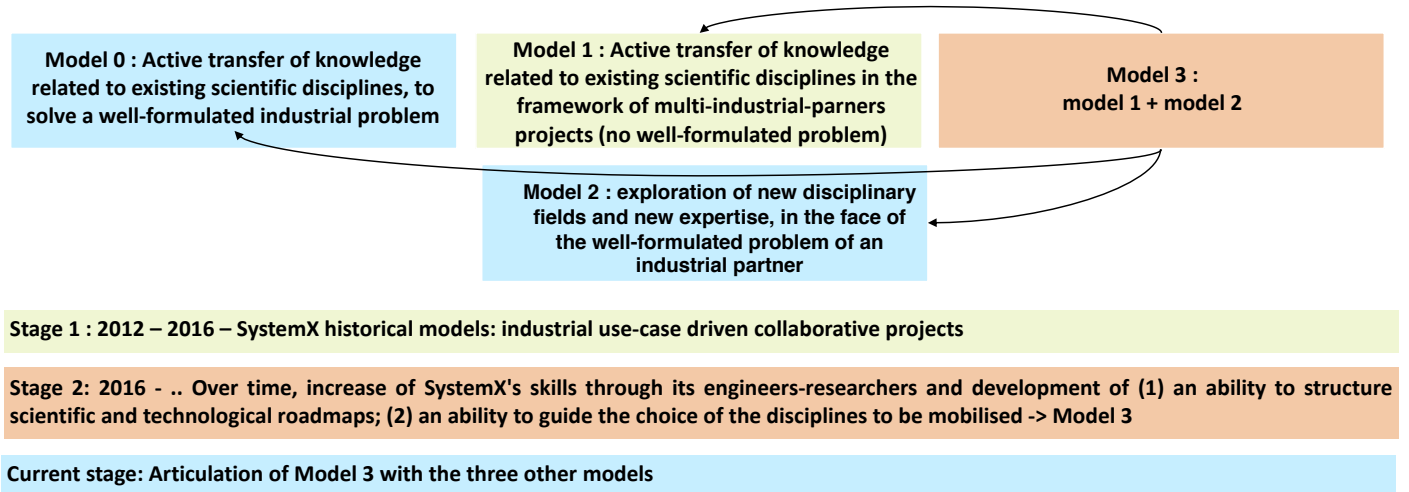 Model 0 : Active transfer of knowledge
related to existing scientific disciplines, to
solve a well-formulated industrial problem
Model 1 : Active transfer of knowledge
related to existing scientific disciplines in the
framework of multi-industrial-parners
projects (no well-formulated problem)
Model 3 :
model 1 + model 2
Model 2 : exploration of new disciplinary
fields and new expertise, in the face of
the well-formulated problem of an
industrial partner
Stage 1 : 2012 – 2016 – SystemX historical models: industrial use-case driven collaborative projects
Stage 2: 2016 - .. Over time, increase of SystemX's skills through its engineers-researchers and development of (1) an ability to structure
scientific and technological roadmaps; (2) an ability to guide the choice of the disciplines to be mobilised -> Model 3
Current stage: Articulation of Model 3 with the three other models